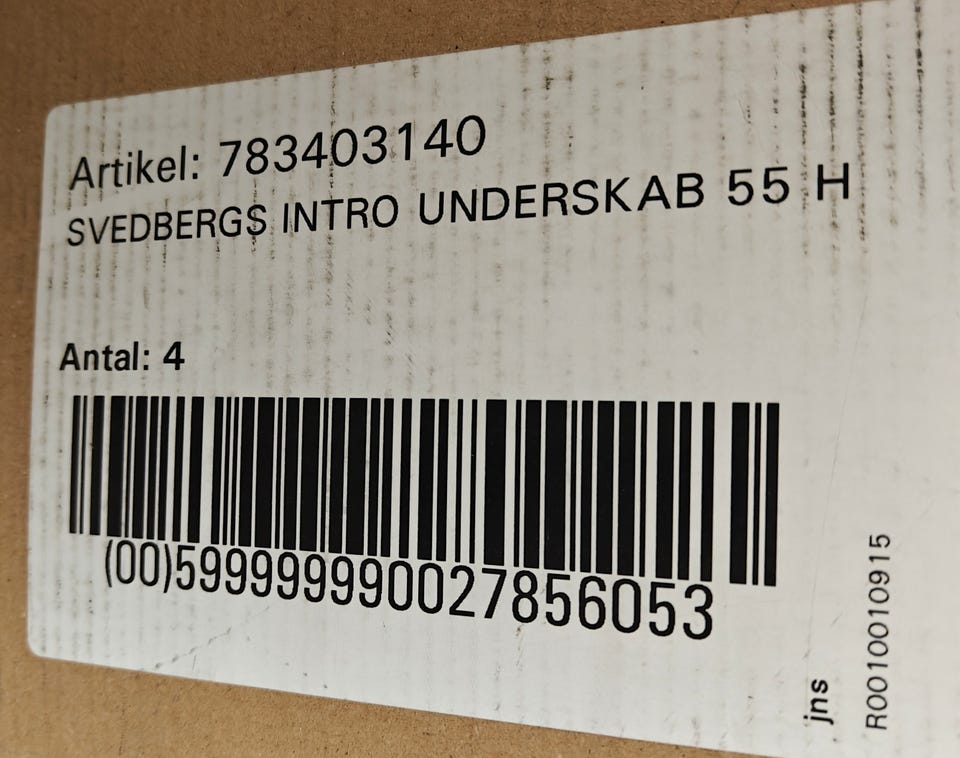 Artikel: 783403140
SVEDBERGS INTRO UNDERSKAB 55 H
Antal: 4
(00)599999990027856053
jns
R0010010915